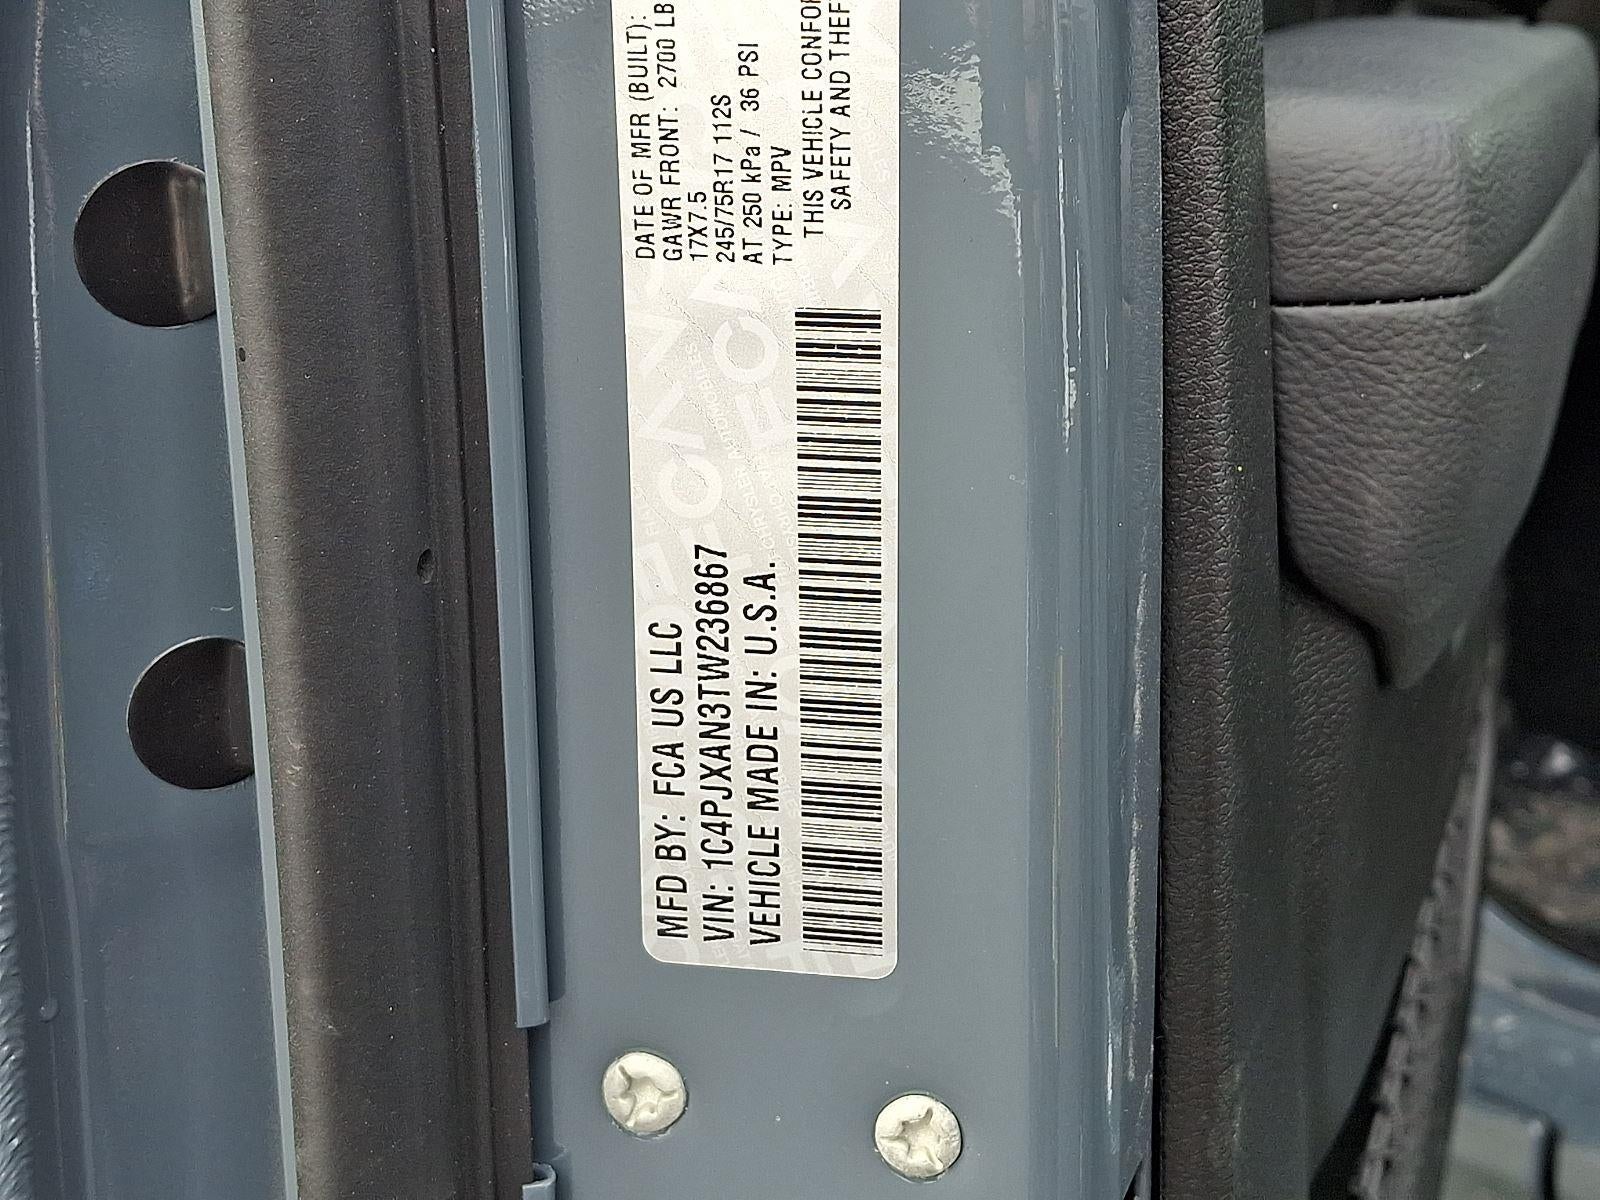 MFD BY: FCA US LLC
VIN: 1C4PJXAN3TW236867
VEHICLE MADE IN: U.S.A.
DATE OF MFR (BUILT):
GAWR FRONT: 2700 LB
17X7.5
245/75R17 112S
AT 250 kPa / 36 PSI
TYPE: MPV
THIS VEHICLE CONFOR
SAFETY AND THEF